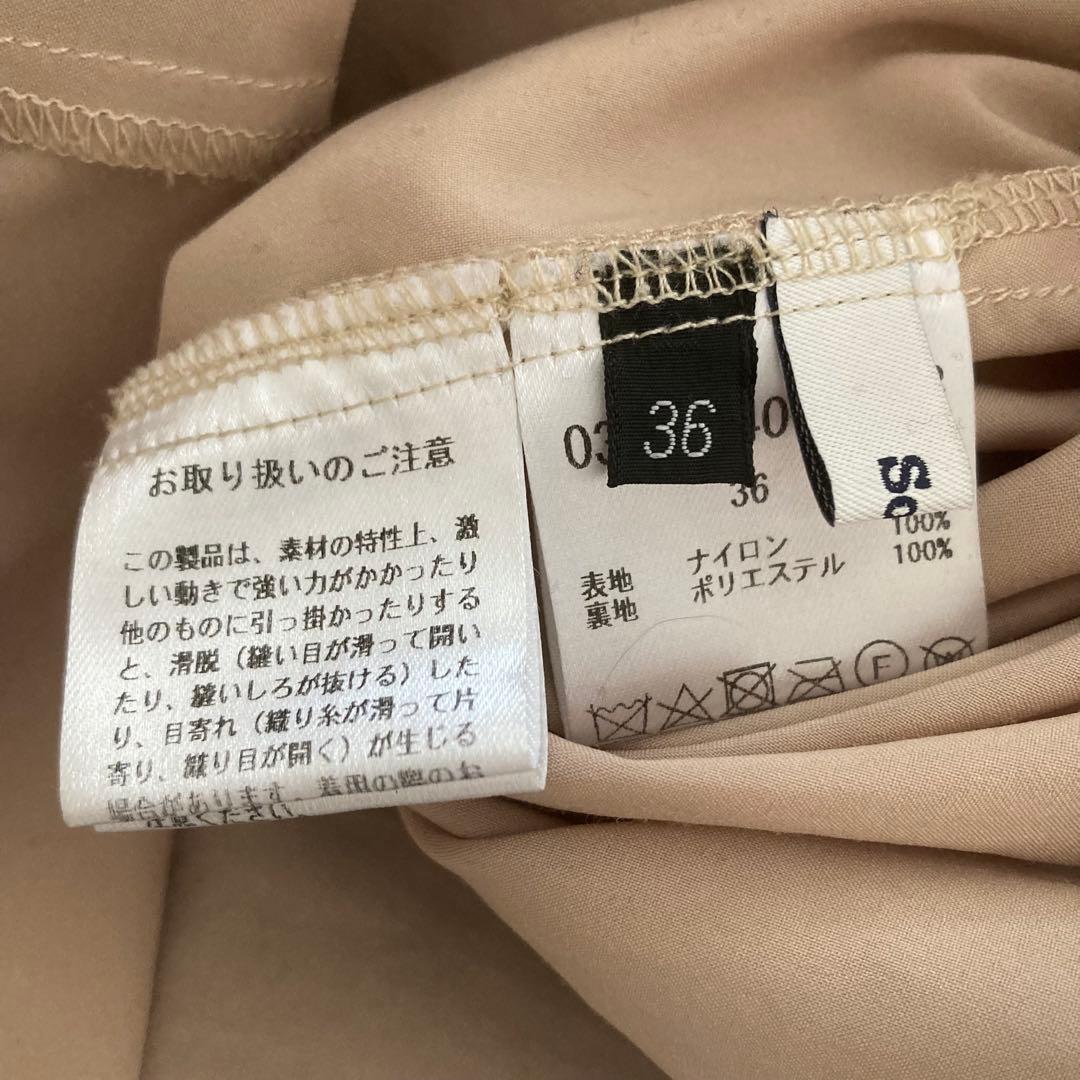 お取り扱いのご注意
この製品は、素材の特性上、激
しい動きで強い力がかかったり
他のものに引っ掛かったりする
と、滑脱（縫い目が滑って開い
たり、縫いしろが抜ける）した
り、目寄れ（織り糸が滑って片
寄り、織り目が開く）が生じる
36
03
40
36
So
表地 ナイロン 100%
裏地 ポリエステル 100%
F
W